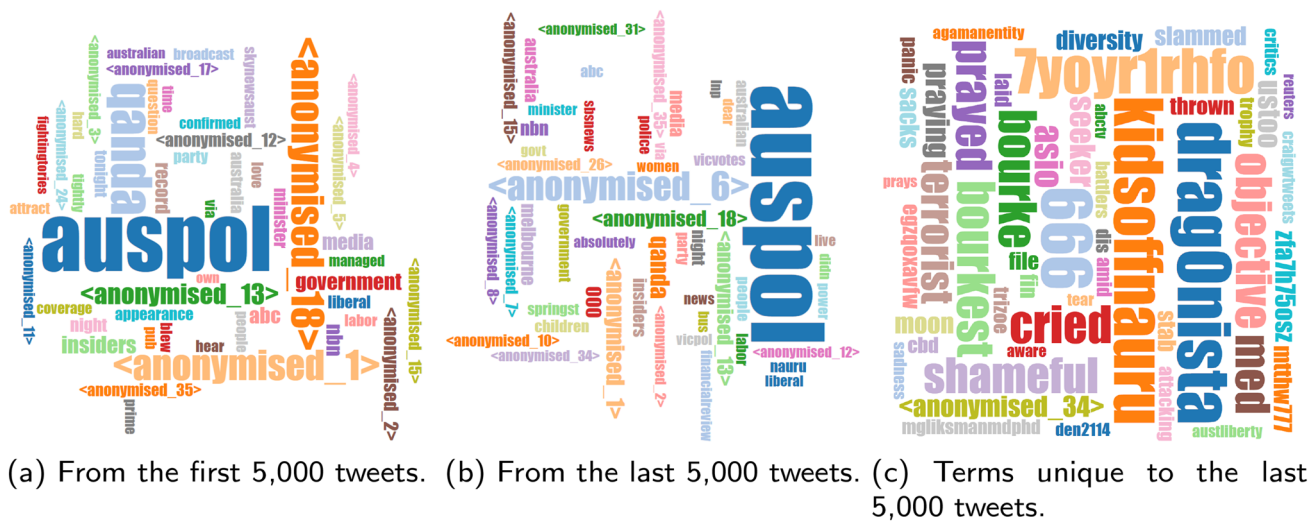 <anonymised_3>
australian
broadcast
<anonymised_17>
skynewsaust
qanda
question
time
hard
<anonymised_24>
fightingtories
confirmed
<anonymised_12>
party
tonight
tightly
record
australia
love
via
minister
attract
auspol
<anonymised_18>
<anonymised_4>
<anonymised_5>
media
managed
own
<anonymised_11>
<anonymised_13>
government
coverage
appearance
liberal
night
pub
blew
people
abc
labor
nbn
insiders
hear
<anonymised_1>
<anonymised_35>
prime
<anonymised_2>
<anonymised_15>
(a) From the first 5,000 tweets.
<anonymised_15>
australia
<anonymised_31>
abc
minister
nbn
govt
sbsnews
<anonymised_35>
via
media
police
lnp
dear
australian
<anonymised_26>
women
vicvotes
<anonymised_6>
auspol
<anonymised_8>
<anonymised_7>
melbourne
government
<anonymised_18>
absolutely
qanda
party
night
<anonymised_13>
live
didn
power
springst
000
<anonymised_1>
insiders
news
bus
people
children
<anonymised_10>
<anonymised_34>
<anonymised_2>
vicpol
financialreview
labor
<anonymised_12>
nauru
liberal
(b) From the last 5,000 tweets.
agamanentity
panic
sacks
praying
prayed
laid
diversity
slammed
critics
7yoyr1rhfo
reuters
ustoo
trophy
thrown
abctv
seeker
asio
bourke
kidsoffnauru
drag0nista
craigwftweets
prays
terrorist
egzqoxavfw
bourkest
666
battlers
dis
amid
objective
zfa7h75osz
file
fin
moon
cbd
trizoe
tear
cried
aware
stab
attacking
med
mtthw777
sadness
shameful
<anonymised_34>
mgliksmanmdphd
den2114
austliberty
(c) Terms unique to the last
5,000 tweets.